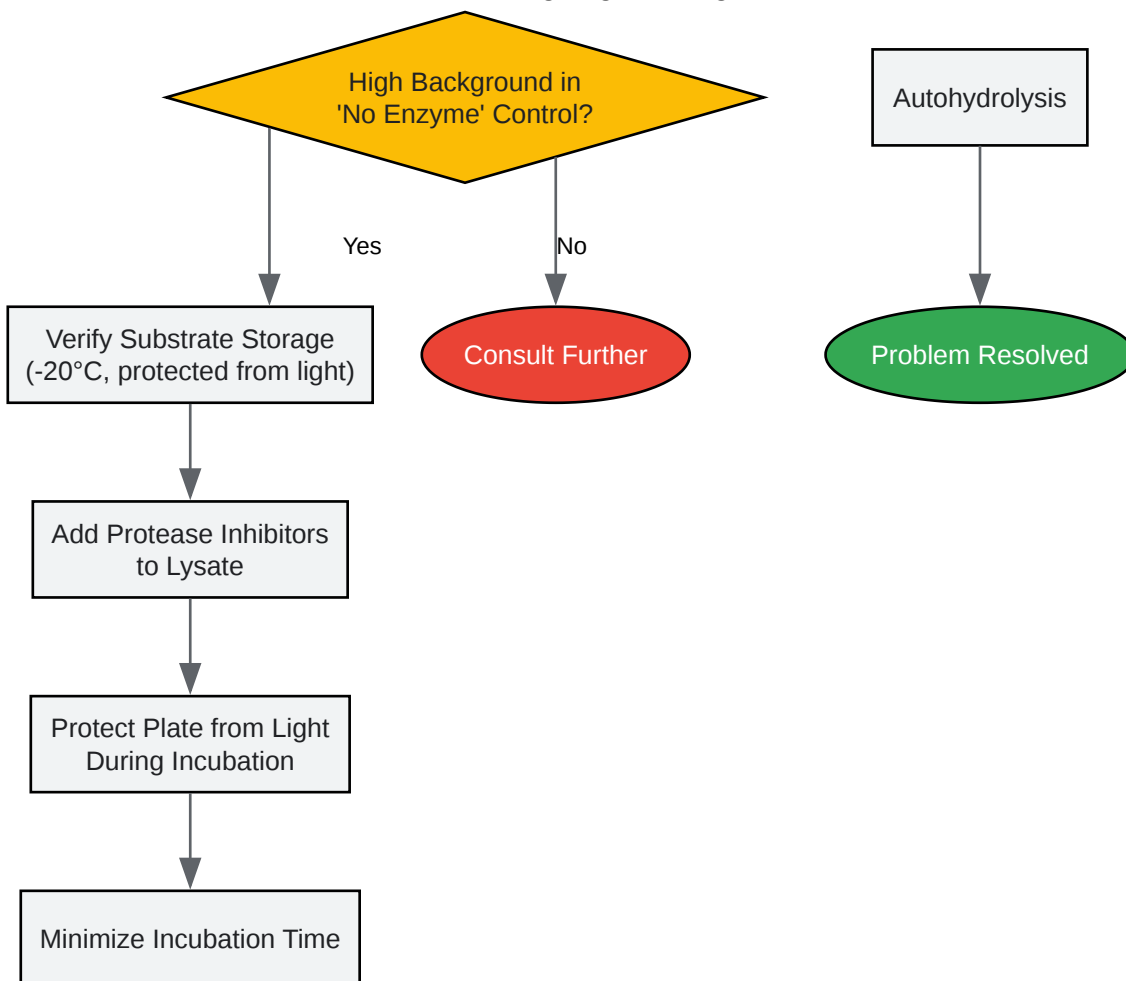 High Background in
'No Enzyme' Control?
Autohydrolysis
Yes
No
Verify Substrate Storage
(-20°C, protected from light)
Consult Further
Problem Resolved
Add Protease Inhibitors
to Lysate
Protect Plate from Light
During Incubation
Minimize Incubation Time